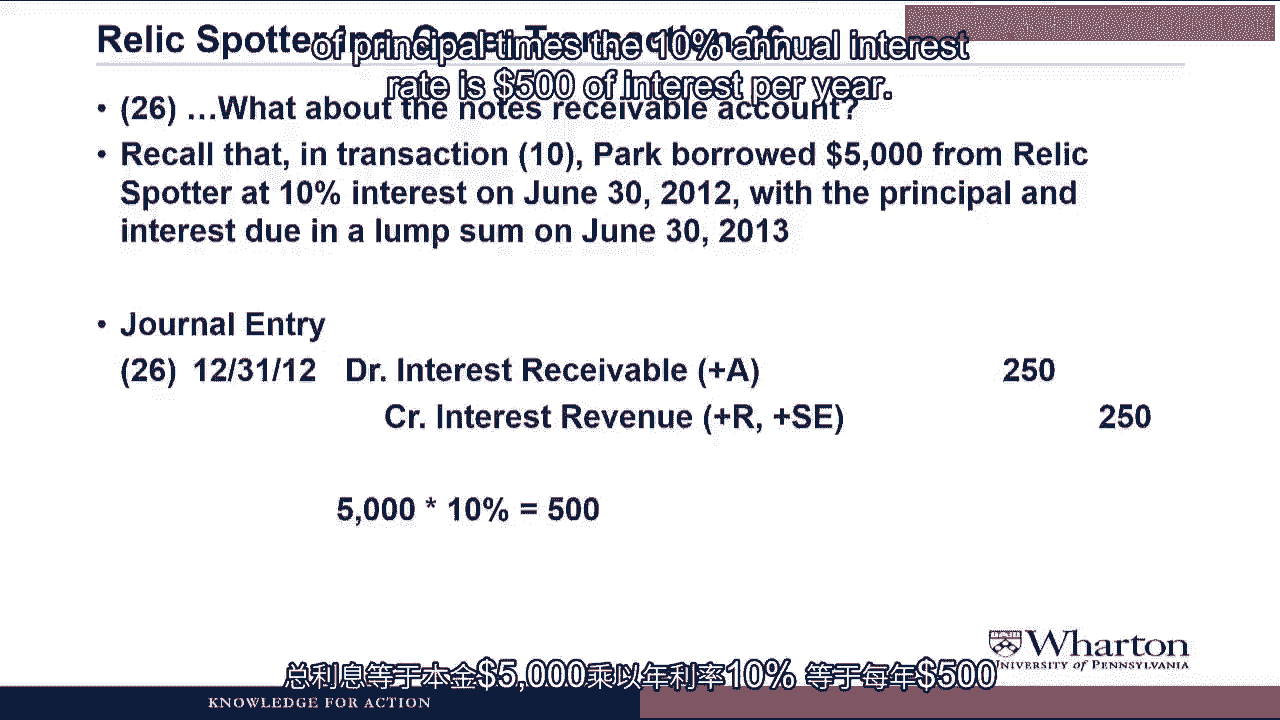 Relic Spotter Inc. Case: Transaction 26
of principal times the 10% annual interest
rate is $500 of interest per year.
• (26) …What about the notes receivable account?
• Recall that, in transaction (10), Park borrowed $5,000 from Relic
Spotter at 10% interest on June 30, 2012, with the principal and
interest due in a lump sum on June 30, 2013
• Journal Entry
(26) 12/31/12 Dr. Interest Receivable (+A) 250
Cr. Interest Revenue (+R, +SE) 250
5,000 * 10% = 500
Wharton
UNIVERSITY OF PENNSYLVANIA
总利息等于本金$5,000乘以年利率10% 等于每年$500
KNOWLEDGE FOR ACTION